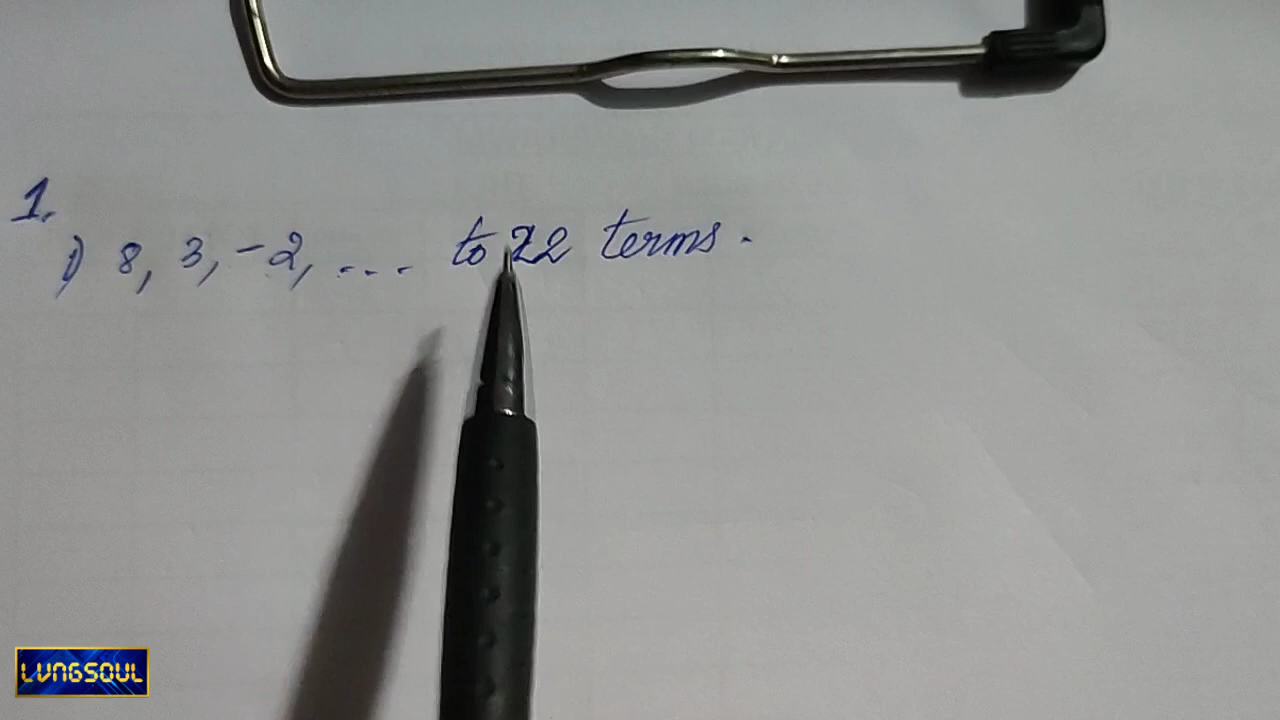 1.
i) 8, 3, -2, ... to 22 terms.
LUNGSOUL